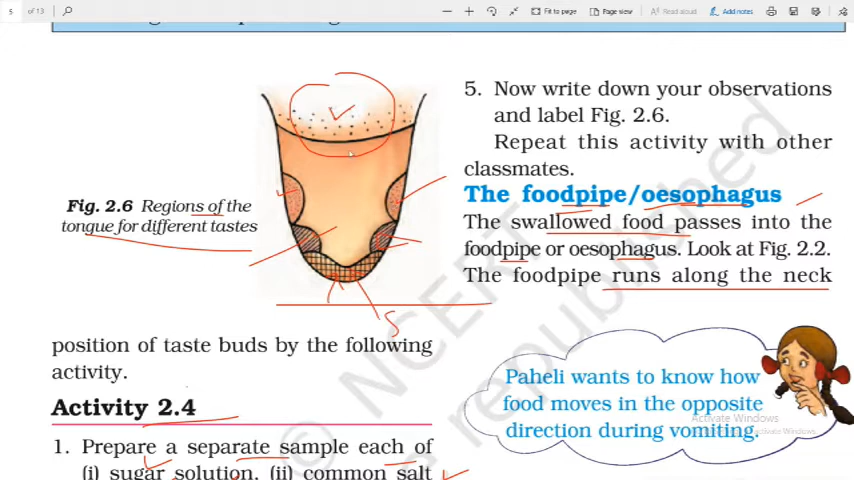 5
of 13
Fit to page
Page view
Read aloud
Add notes
Fig. 2.6 Regions of the
tongue for different tastes
S
position of taste buds by the following
activity.
Activity 2.4
1. Prepare a separate sample each of
(i) sugar solution, (ii) common salt
5. Now write down your observations
and label Fig. 2.6.
Repeat this activity with other
classmates.
The foodpipe/oesophagus
The swallowed food passes into the
foodpipe or oesophagus. Look at Fig. 2.2.
The foodpipe runs along the neck
Paheli wants to know how
food moves in the opposite
direction during vomiting.
Activate Windows
© NCERT
republished